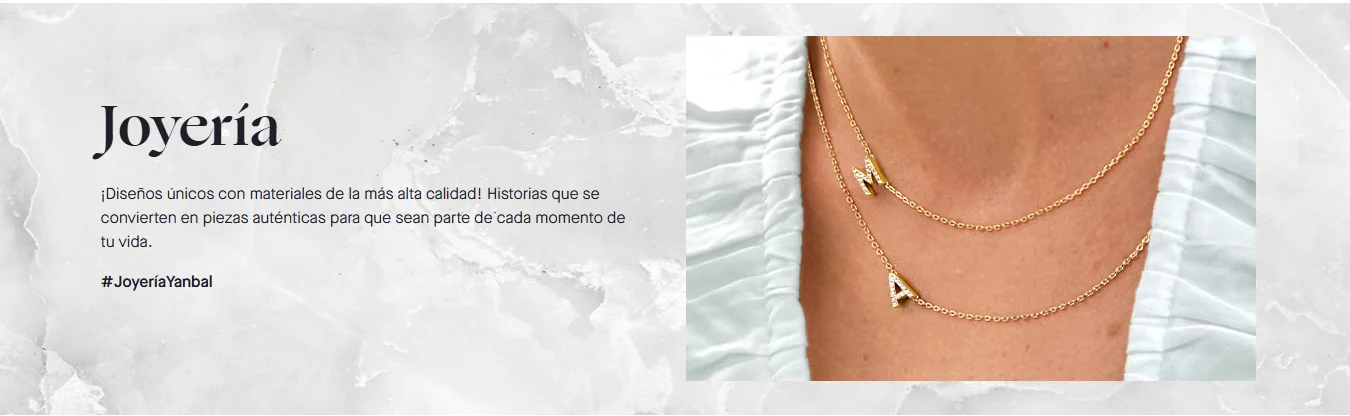 Joyería
¡Diseños únicos con materiales de la más alta calidad! Historias que se
convierten en piezas auténticas para que sean parte de cada momento de
tu vida.
#JoyeríaYanbal
M
A